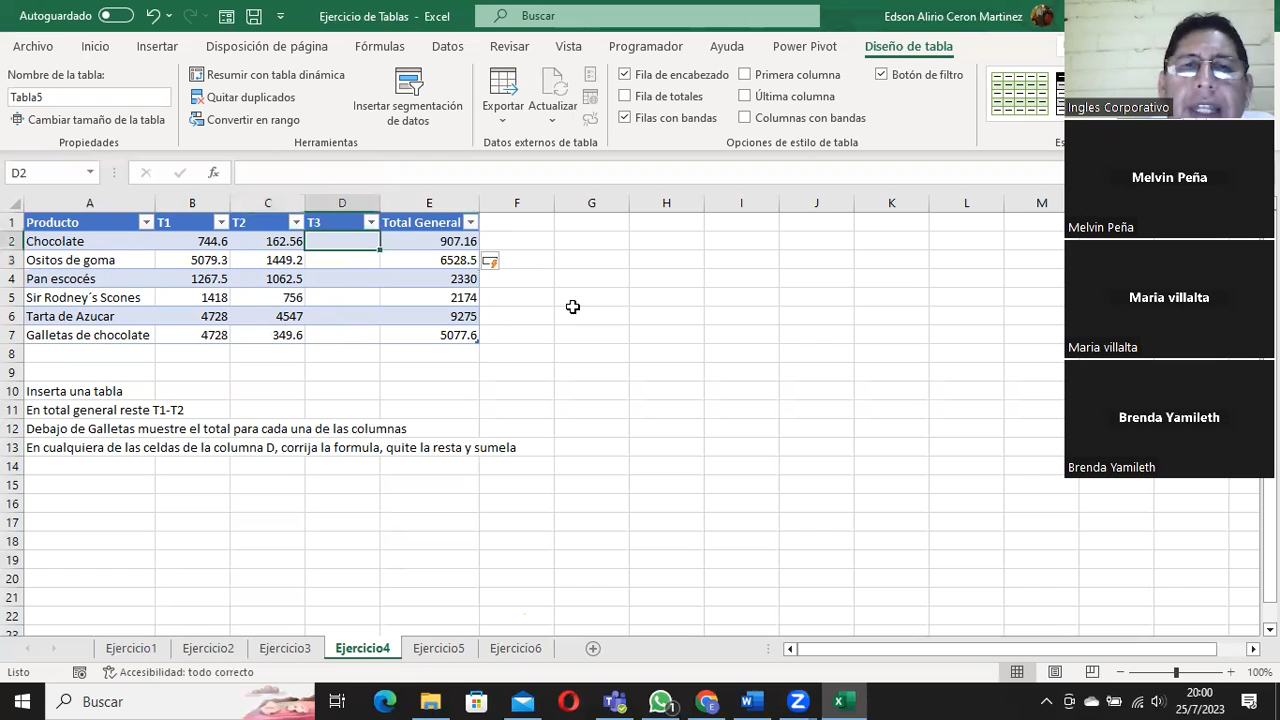 Autoguardado
Ejercicio de Tablas - Excel
Buscar
Edson Alirio Ceron Martinez
Archivo Inicio Insertar Disposición de página Fórmulas Datos Revisar Vista Programador Ayuda Power Pivot Diseño de tabla
Nombre de la tabla:
Tabla5
Cambiar tamaño de la tabla
Propiedades
Resumir con tabla dinámica
Quitar duplicados
Convertir en rango
Insertar segmentación
de datos
Herramientas
Exportar Actualizar
Datos externos de tabla
Fila de encabezado Primera columna Botón de filtro
Fila de totales Última columna
Filas con bandas Columnas con bandas
Opciones de estilo de tabla
D2
fx
A B C D E F G H I J K L M
1 Producto T1 T2 T3 Total General
2 Chocolate 744.6 162.56 907.16
3 Ositos de goma 5079.3 1449.2 6528.5
4 Pan escocés 1267.5 1062.5 2330
5 Sir Rodney´s Scones 1418 756 2174
6 Tarta de Azucar 4728 4547 9275
7 Galletas de chocolate 4728 349.6 5077.6
8
9
10 Inserta una tabla
11 En total general reste T1-T2
12 Debajo de Galletas muestre el total para cada una de las columnas
13 En cualquiera de las celdas de la columna D, corrija la formula, quite la resta y sumela
14
15
16
17
18
19
20
21
22
Ejercicio1 Ejercicio2 Ejercicio3 Ejercicio4 Ejercicio5 Ejercicio6
Listo
Accesibilidad: todo correcto
100%
Buscar
20:00
25/7/2023
Ingles Corporativo
Melvin Peña
Melvin Peña
Maria villalta
Maria villalta
Brenda Yamileth
Brenda Yamileth